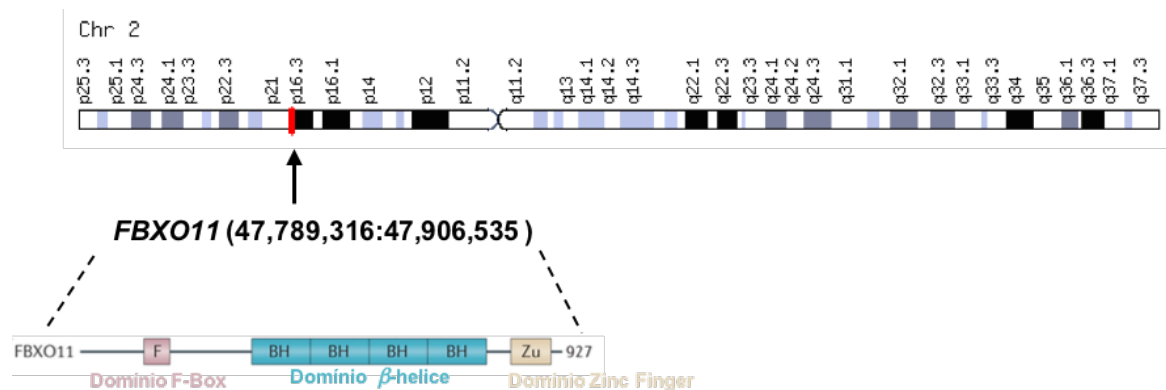 Chr 2
p25.3 p25.1 p24.3 p24.1 p23.3 p22.3 p21 p16.3 p16.1 p14 p12 p11.2 q11.2 q13 q14.1 q14.2 q14.3 q22.1 q22.3 q24.1 q24.2 q24.3 q31.1 q32.1 q32.3 q33.1 q33.3 q34 q35 q36.1 q36.3 q37.1 q37.3
FBXO11 (47,789,316:47,906,535 )
FBXO11 F BH BH BH BH Zu 927
Domínio F-Box Domínio β-helice Domínio Zinc Finger